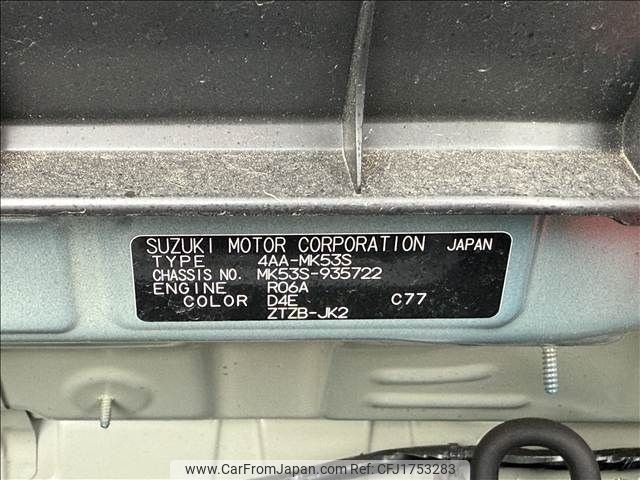 SUZUKI MOTOR CORPORATION JAPAN
TYPE 4AA-MK53S
CHASSIS NO. MK53S-935722
ENGINE R06A
COLOR D4E C77
ZTZB-JK2
www.CarFromJapan.com Ref-No: CFJ1753283